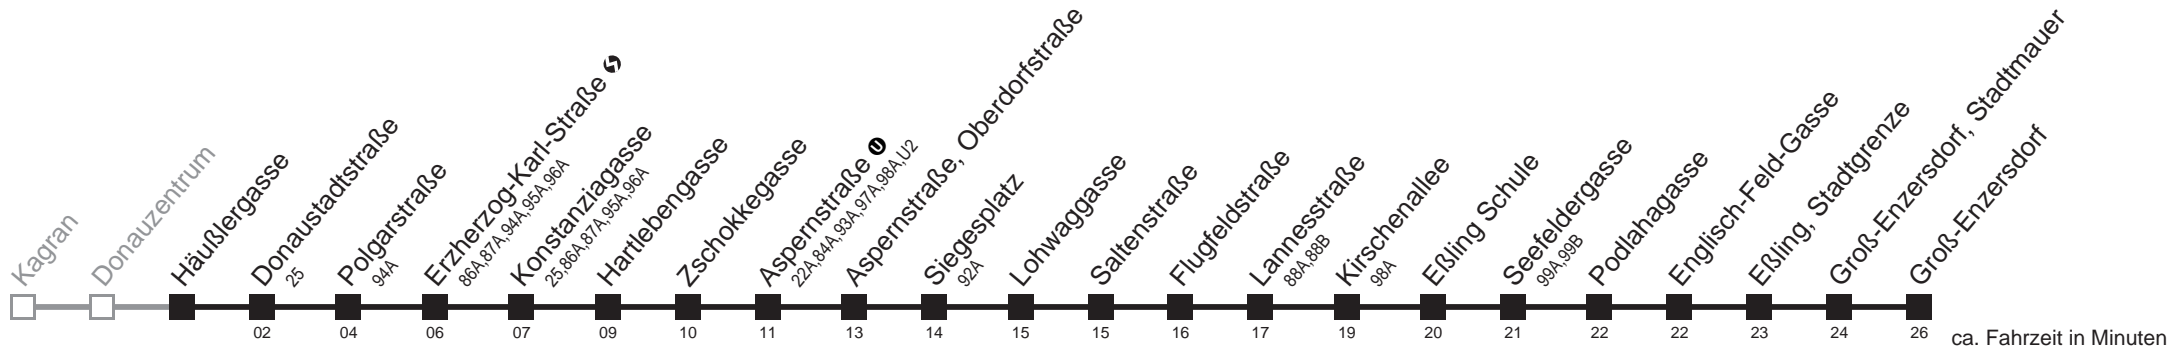 Kagran
Donauzentrum
Häußlergasse
Donaustadtstraße
25
Polgarstraße
94A
Erzherzog-Karl-Straße
86A,87A,94A,95A,96A
Konstanziagasse
25,86A,87A,95A,96A
Hartlebengasse
Zschokkegasse
Aspernstraße U
22A,84A,93A,97A,98A,U2
Aspernstraße, Oberdorfstraße
Siegesplatz
92A
Lohwaggasse
Saltenstraße
Flugfeldstraße
Lannesstraße
88A,88B
Kirschenallee
98A
Eßling Schule
Seefeldergasse
99A,99B
Podlahagasse
Englisch-Feld-Gasse
Eßling, Stadtgrenze
Groß-Enzersdorf, Stadtmauer
Groß-Enzersdorf
02 04 06 07 09 10 11 13 14 15 15 16 17 19 20 21 22 22 23 24 26 ca. Fahrzeit in Minuten